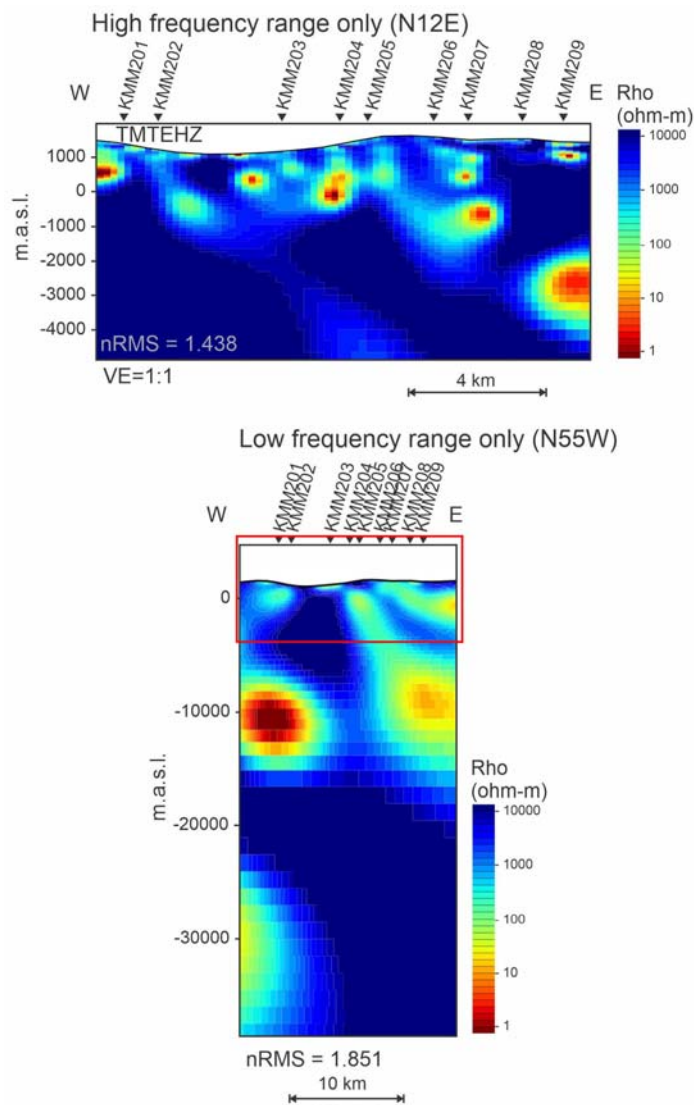 High frequency range only (N12E)
KMM201
KMM202
KMM203
KMM204
KMM205
KMM206
KMM207
KMM208
KMM209
W
E
Rho
(ohm-m)
TMTEHZ
1000
0
-1000
-2000
-3000
-4000
m.a.s.l.
10000
1000
100
10
1
nRMS = 1.438
VE=1:1
4 km
Low frequency range only (N55W)
KMM201
KMM202
KMM203
KMM204
KMM205
KMM206
KMM207
KMM208
KMM209
W
E
0
-10000
-20000
-30000
m.a.s.l.
Rho
(ohm-m)
10000
1000
100
10
1
nRMS = 1.851
10 km